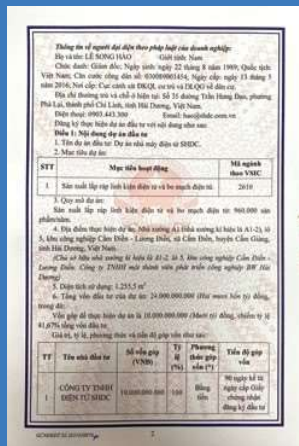 Thông tin về người đại diện theo pháp luật của doanh nghiệp:
Họ và tên: LÊ SONG HÀO Giới tính: Nam
Chức danh: Giám đốc; Ngày sinh: ngày 22 tháng 8 năm 1989; Quốc tịch:
Việt Nam; Căn cước công dân số: ; Ngày cấp: ngày 13 tháng 5
năm 2016; Nơi cấp: Cục cảnh sát ĐKQL cư trú và DLQG về dân cư.
Địa chỉ thường trú và chỗ ở hiện tại: Số 36 đường Trần Hưng Đạo, phường
Phả Lại, thành phố Chí Linh, tỉnh Hải Dương, Việt Nam.
Điện thoại: 0903.443.300 Email:
Đăng ký thực hiện dự án đầu tư với nội dung như sau:
Điều 1: Nội dung dự án đầu tư
1. Tên dự án đầu tư: Dự án nhà máy điện tử SHDC.
2. Mục tiêu dự án:
STT Mục tiêu hoạt động Mã ngành
theo VSIC
1 Sản xuất lắp ráp linh kiện điện tử và bo mạch điện tử. 2610
3. Quy mô dự án:
Sản xuất lắp ráp linh kiện điện tử và bo mạch điện tử: 960.000 sản
phẩm/năm.
4. Địa điểm thực hiện dự án: Nhà xưởng A1 (Nhà xưởng kí hiệu là A1-2), lô
5, khu công nghiệp Cẩm Điền - Lương Điền, xã Cẩm Điền, huyện Cẩm Giàng,
tỉnh Hải Dương, Việt Nam.
(Chủ sở hữu nhà xưởng kí hiệu là A1-2, lô 5, khu công nghiệp Cẩm Điền -
Lương Điền: Công ty TNHH một thành viên phát triển công nghiệp BW Hải
Dương)
5. Diện tích sử dụng: 1.255,5 m²
6. Tổng vốn đầu tư của dự án: 24.000.000.000 (Hai mươi bốn tỷ) đồng,
trong đó:
Vốn góp để thực hiện dự án là 10.000.000.000 (Mười tỷ) đồng, chiếm tỷ lệ
41,67% tổng vốn đầu tư.
Giá trị, tỷ lệ, phương thức và tiến độ góp vốn như sau:
TT Tên nhà đầu tư Số vốn góp
(VNĐ) Tỷ
lệ
(%) Phương
thức góp
vốn (*) Tiến độ góp
vốn
1 CÔNG TY TNHH
ĐIỆN TỬ SHDC 10.000.000.000 100 Bằng
tiền 90 ngày kể từ
ngày cấp Giấy
chứng nhận
đăng ký đầu tư
2